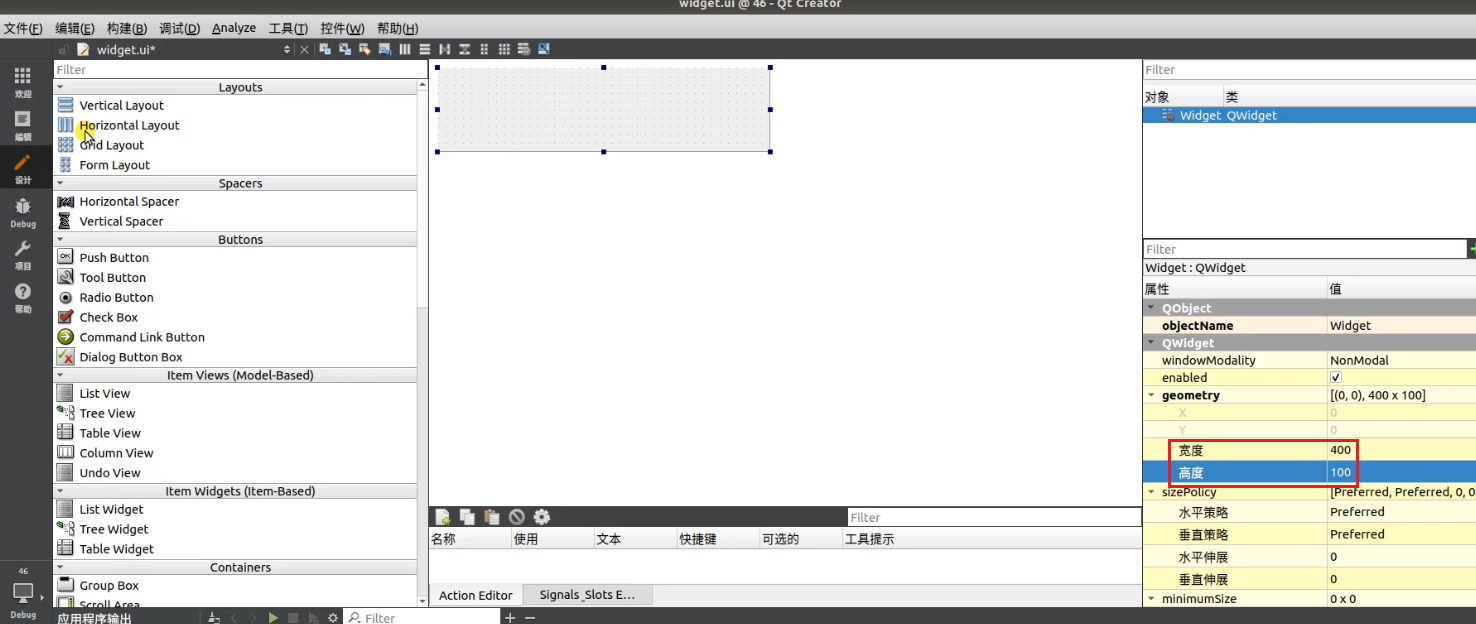 widget.ui @ 46 - Qt Creator
文件(F) 编辑(E) 构建(B) 调试(D) Analyze 工具(T) 控件(W) 帮助(H)
widget.ui*
欢迎
编辑
设计
Debug
项目
帮助
46
Debug
Filter
Layouts
Vertical Layout
Horizontal Layout
Grid Layout
Form Layout
Spacers
Horizontal Spacer
Vertical Spacer
Buttons
Push Button
Tool Button
Radio Button
Check Box
Command Link Button
Dialog Button Box
Item Views (Model-Based)
List View
Tree View
Table View
Column View
Undo View
Item Widgets (Item-Based)
List Widget
Tree Widget
Table Widget
Containers
Group Box
Scroll Area
Filter
名称 使用 文本 快捷键 可选的 工具提示
Action Editor Signals_Slots E...
应用程序输出 Filter
Filter
对象 类
Widget QWidget
Filter
Widget : QWidget
属性 值
QObject
objectName Widget
QWidget
windowModality NonModal
enabled
geometry [(0, 0), 400 x 100]
X 0
Y 0
宽度 400
高度 100
sizePolicy [Preferred, Preferred, 0, 0
水平策略 Preferred
垂直策略 Preferred
水平伸展 0
垂直伸展 0
minimumSize 0 x 0